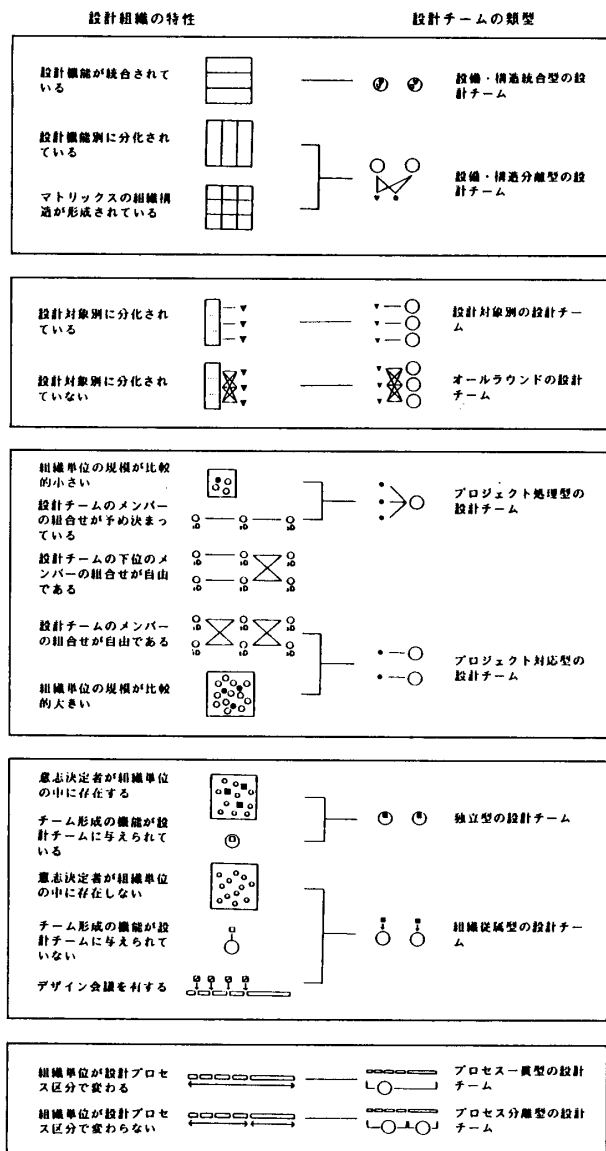 設計組織の特性
設計チームの類型
設計機能が統合されて
いる
設備・構造統合型の設
計チーム
設計機能別に分化され
ている
マトリックスの組織構
造が形成されている
設備・構造分離型の設
計チーム
設計対象別に分化され
ている
設計対象別の設計チー
ム
設計対象別に分化され
ていない
オールラウンドの設計
チーム
組織単位の規模が比較
的小さい
設計チームのメンバー
の組合せが予め決まっ
ている
プロジェクト処理型の
設計チーム
設計チームの下位のメ
ンバーの組合せが自由
である
設計チームのメンバー
の組合せが自由である
組織単位の規模が比較
的大きい
プロジェクト対応型の
設計チーム
意志決定者が組織単位
の中に存在する
チーム形成の機能が設
計チームに与えられて
いる
独立型の設計チーム
意志決定者が組織単位
の中に存在しない
チーム形成の機能が設
計チームに与えられて
いない
デザイン会議を有する
組織従属型の設計チー
ム
組織単位が設計プロセ
ス区分で変わる
プロセス一貫型の設計
チーム
組織単位が設計プロセ
ス区分で変わらない
プロセス分離型の設計
チーム